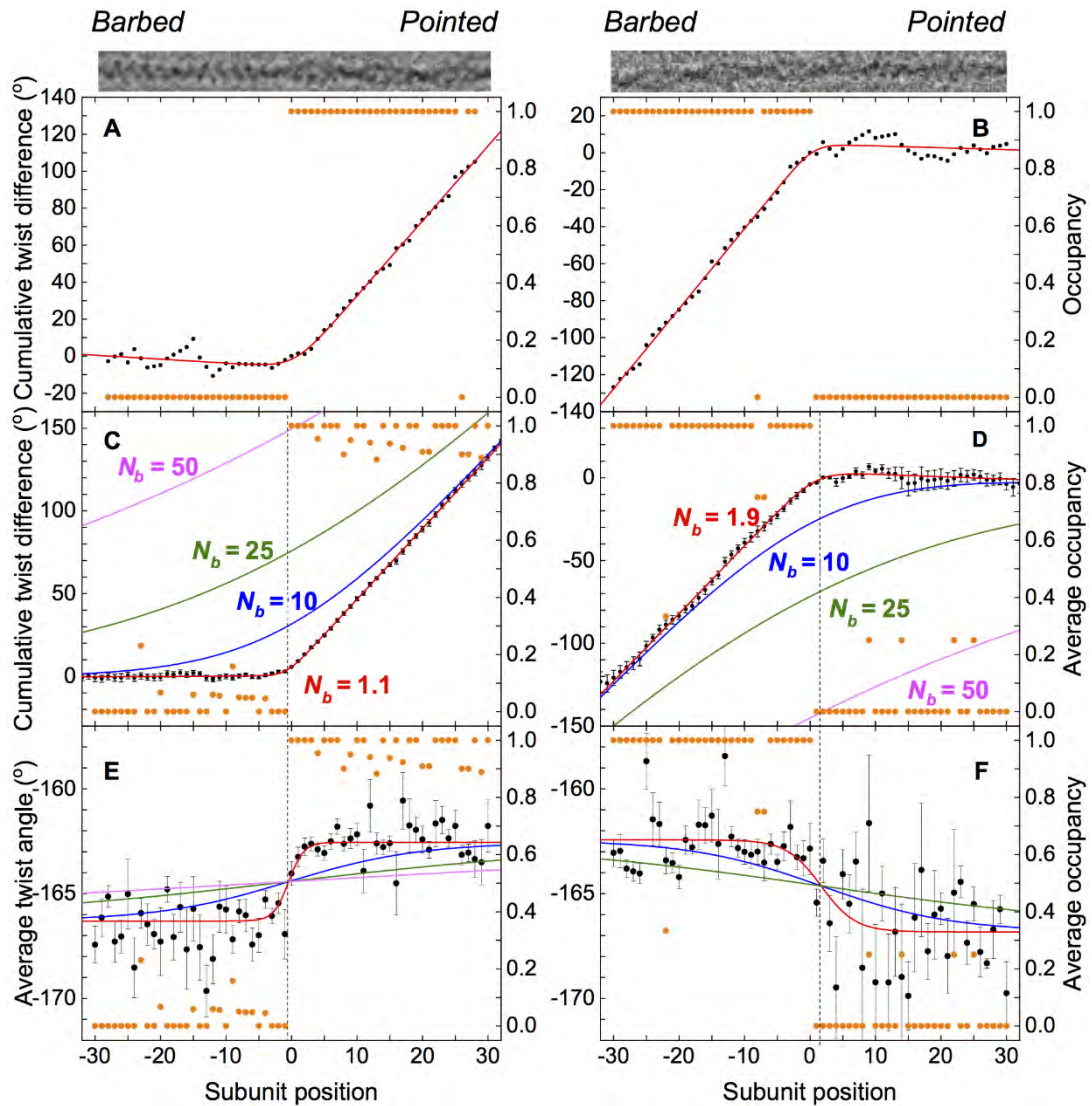 Barbed Pointed Barbed Pointed
A
Cumulative twist difference (º)
140
120
100
80
60
40
20
0
-20
1.0
0.8
0.6
0.4
0.2
0.0
B
20
0
-20
-40
-60
-80
-100
-120
-140
1.0
0.8
0.6
0.4
0.2
0.0
Occupancy
C
Cumulative twist difference (º)
150
100
50
0
N_b = 50
N_b = 25
N_b = 10
N_b = 1.1
1.0
0.8
0.6
0.4
0.2
0.0
D
0
-50
-100
-150
N_b = 1.9
N_b = 10
N_b = 25
N_b = 50
1.0
0.8
0.6
0.4
0.2
0.0
Average occupancy
E
Average twist angle (º)
-160
-165
-170
1.0
0.8
0.6
0.4
0.2
0.0
-30 -20 -10 0 10 20 30
Subunit position
F
-160
-165
-170
1.0
0.8
0.6
0.4
0.2
0.0
Average occupancy
-30 -20 -10 0 10 20 30
Subunit position